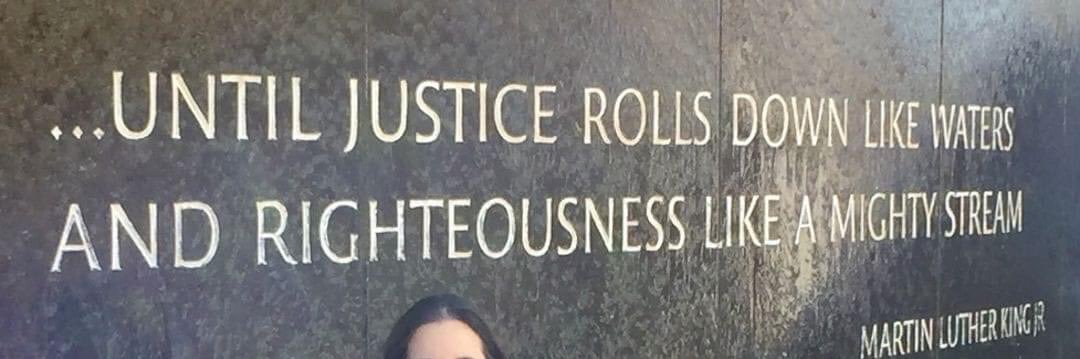 ...UNTIL JUSTICE ROLLS DOWN LIKE WATERS
AND RIGHTEOUSNESS LIKE A MIGHTY STREAM
MARTIN LUTHER KING JR